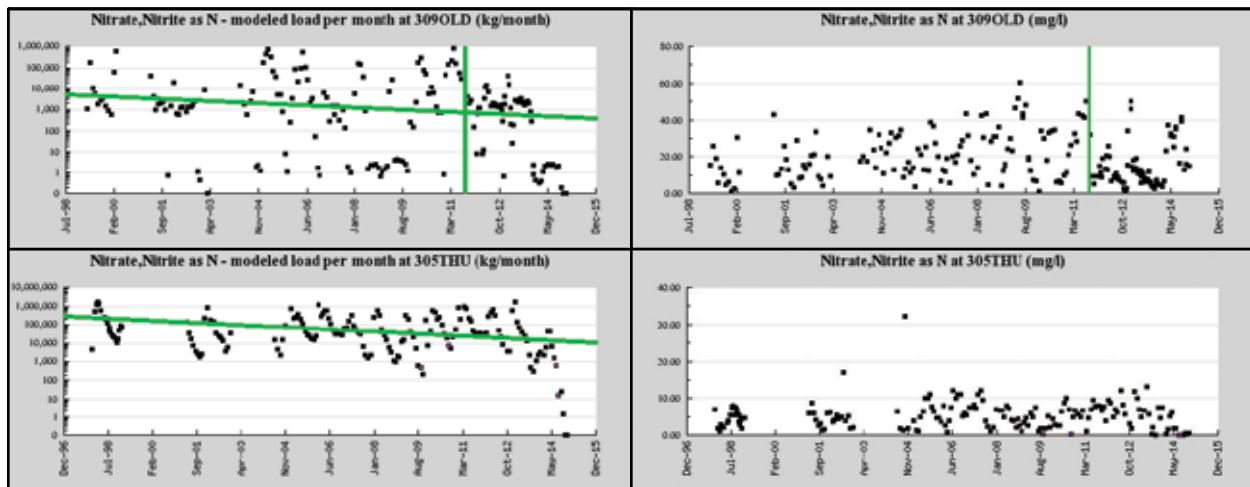 Nitrate,Nitrite as N - modeled load per month at 309OLD (kg/month)
1,000,000
100,000
10,000
1,000
100
10
1
0
Jul-98
Feb-00
Sep-01
Apr-03
Nov-04
Jun-06
Jan-08
Aug-09
Mar-11
Oct-12
May-14
Dec-15
Nitrate,Nitrite as N at 309OLD (mg/l)
80.00
60.00
40.00
20.00
0.00
Jul-98
Feb-00
Sep-01
Apr-03
Nov-04
Jun-06
Jan-08
Aug-09
Mar-11
Oct-12
May-14
Dec-15
Nitrate,Nitrite as N - modeled load per month at 305THU (kg/month)
10,000,000
1,000,000
100,000
10,000
1,000
100
10
1
0
Dec-96
Jul-98
Feb-00
Sep-01
Apr-03
Nov-04
Jun-06
Jan-08
Aug-09
Mar-11
Oct-12
May-14
Dec-15
Nitrate,Nitrite as N at 305THU (mg/l)
40.00
30.00
20.00
10.00
0.00
Dec-96
Jul-98
Feb-00
Sep-01
Apr-03
Nov-04
Jun-06
Jan-08
Aug-09
Mar-11
Oct-12
May-14
Dec-15